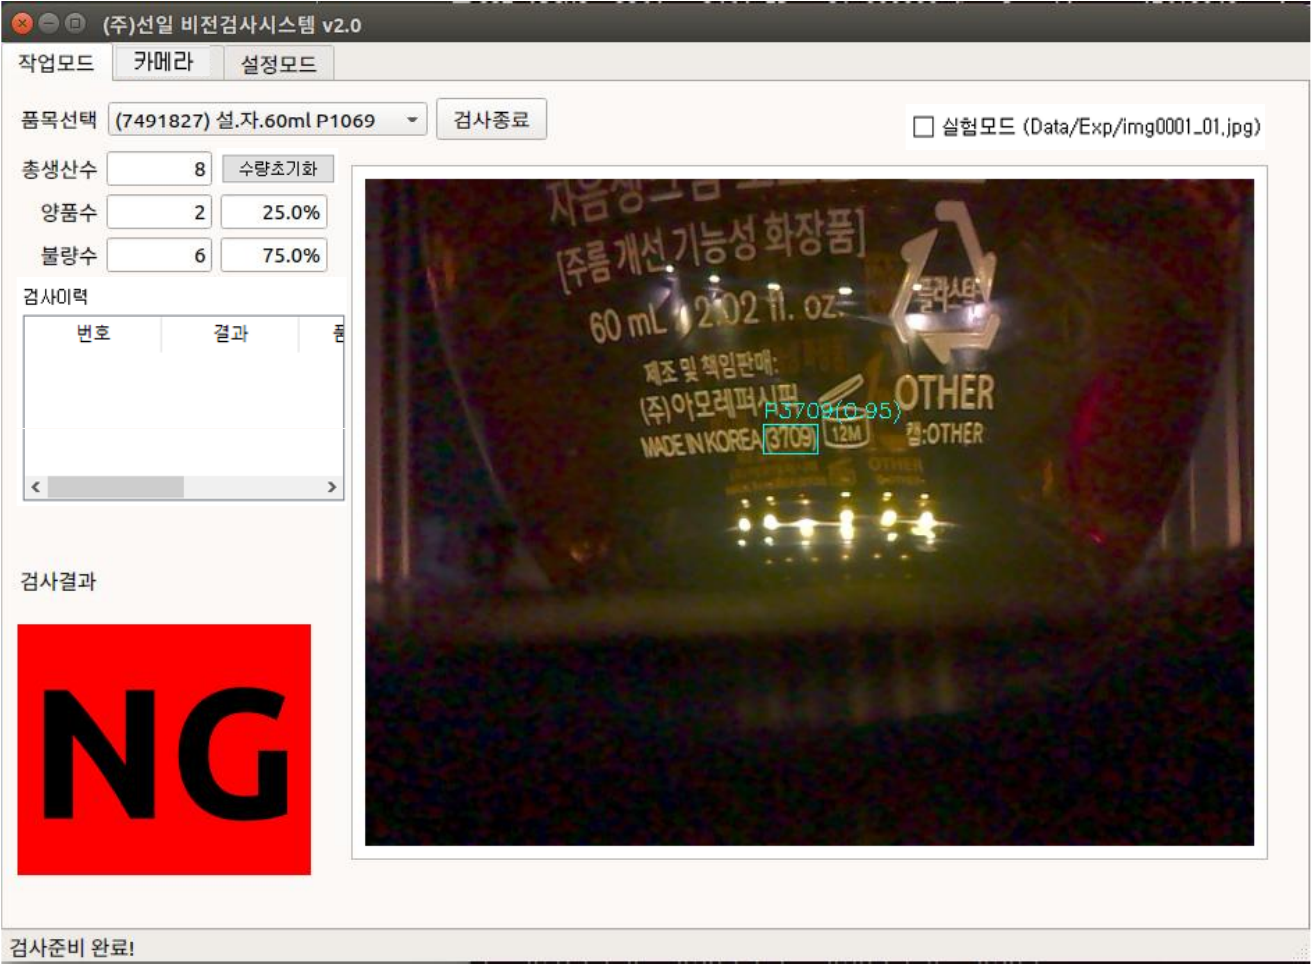 (주)선일 비전검사시스템 v2.0
작업모드 카메라 설정모드
품목선택 (7491827) 설.자.60ml P1069 검사종료
실험모드 (Data/Exp/img0001_01.jpg)
총생산수 8 수량초기화
양품수 2 25.0%
불량수 6 75.0%
검사이력
번호 결과
검사결과
NG
[주름개선 기능성 화장품]
60 mL 2.02 fl. oz.
플라스틱
제조 및 책임판매:
(주)아모레퍼시픽
P3709(0.95)
MADE IN KOREA (3709)
12M
OTHER
캡:OTHER
OTHER
검사준비 완료!